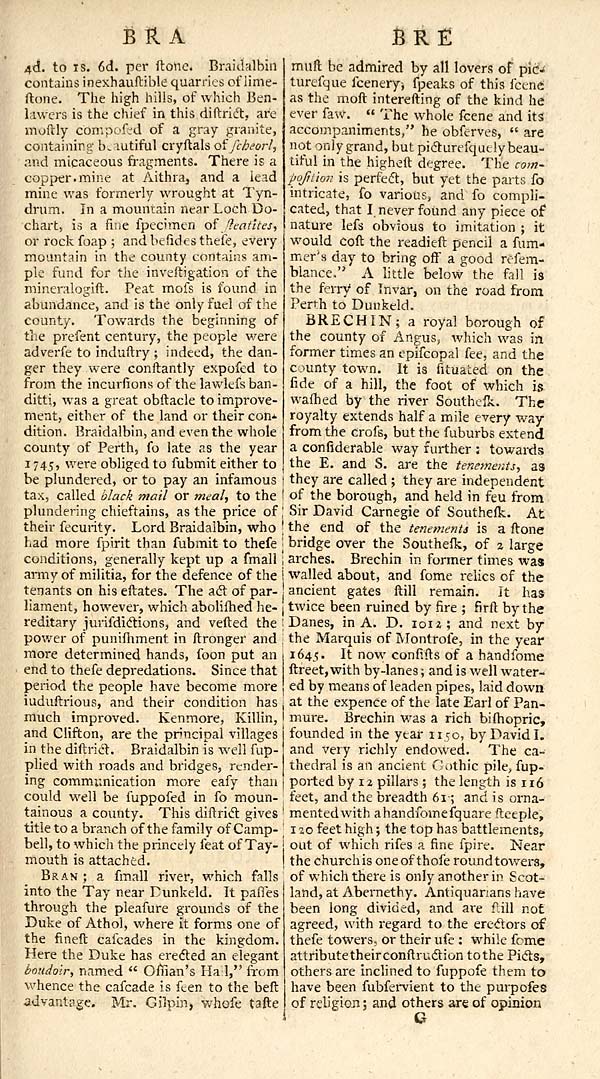 BRA
4d. to 1s. 6d. per ſtone. Braidalbin
contains inexhauſtible quarries of lime-
ſtone. The high hills, of which Ben-
lawers is the chief in this diſtrict, are
moſtly compoſed of a gray granite,
containing beautiful cryſtals of ſcheorl,
and micaceous fragments. There is a
copper.mine at Aithra, and a lead
mine was formerly wrought at Tyn-
drum. In a mountain near Loch Do-
chart, is a fine ſpecimen of ſteatites,
or rock ſoap ; and beſides theſe, every
mountain in the county contains am-
ple fund for the inveſtigation of the
mineralogiſt. Peat moſs is found in
abundance, and is the only fuel of the
county. Towards the beginning of
the preſent century, the people were
adverſe to induſtry ; indeed, the dan-
ger they were conſtantly expoſed to
from the incurſions of the lawleſs ban-
ditti, was a great obſtacle to improve-
ment, either of the land or their con-
dition. Braidalbin, and even the whole
county of Perth, ſo late as the year
1745, were obliged to ſubmit either to
be plundered, or to pay an infamous
tax, called black mail or meal, to the
plundering chieftains, as the price of
their ſecurity. Lord Braidalbin, who
had more ſpirit than ſubmit to theſe
conditions, generally kept up a ſmall
army of militia, for the defence of the
tenants on his eſtates. The act of par-
liament, however, which aboliſhed he-
reditary juriſdictions, and veſted the
power of puniſhment in ſtronger and
more determined hands, ſoon put an
end to theſe depredations. Since that
period the people have become more
iuduſtrious, and their condition has
much improved. Kenmore, Killin,
and Clifton, are the principal villages
in the diſtrict. Braidalbin is well ſup-
plied with roads and bridges, render-
ing communication more eaſy than
could well be ſuppoſed in ſo moun-
tainous a county. This diſtrict gives
title to a branch of the family of Camp-
bell, to which the princely ſeat of Tay-
mouth is attached.
BRAN ; a ſmall river, which falls
into the Tay near Dunkeld. It paſſes
through the pleaſure grounds of the
Duke of Athol, where it forms one of
the fineſt caſcades in the kingdom.
Here the Duke has erected an elegant
boudoir, named “ Oſſian's Hall,” from
whence the caſcade is ſeen to the beſt
advantage. Mr. Gilpin, whoſe taſte
BRE
muſt be admired by all lovers of pic-
tureſque ſcenery, ſpeaks of this ſcene
as the moſt intereſting of the kind he
ever ſaw. “ The whole ſcene and its
accompaniments,” he obſerves, “ are
not only grand, but pictureſquely beau-
tiful in the higheſt degree. The com-
poſition is perfect, but yet the parts ſo
intricate, ſo various, and ſo compli-
cated, that I never found any piece of
nature leſs obvious to imitation ; it
would coſt the readieſt pencil a ſum-
mer's day to bring off a good reſem-
blance.” A little below the fall is
the ferry of Invar, on the road from
Perth to Dunkeld.
BRECHIN ; a royal borough of
the county of Angus, which was in
former times an epiſcopal ſee, and the
county town. It is ſituated on the
ſide of a hill, the foot of which is
waſhed by the river Southeſk. The
royalty extends half a mile every way
from the croſs, but the ſuburbs extend
a conſiderable way further : towards
the E. and S. are the tenements, as
they are called ; they are independent
of the borough, and held in feu from
Sir David Carnegie of Southeſk. At
the end of the tenements is a ſtone
bridge over the Southeſk, of 2 large
arches. Brechin in former times was
walled about, and ſome relics of the
ancient gates ſtill remain. It has
twice been ruined by fire ; firſt by the
Danes, in A. D. 1012 ; and next by
the Marquis of Montroſe, in the year
1645. It now conſiſts of a handſome
ſtreet, with by-lanes ; and is well water-
ed by means of leaden pipes, laid down
at the expence of the late Earl of Pan-
mure. Brechin was a rich biſhopric,
founded in the year 1150, by David I.
and very richly endowed. The ca-
thedral is an ancient Gothic pile, ſup-
ported by 12 pillars ; the length is 116
feet, and the breadth 61 ; and is orna-
mented with a handſome ſquare ſteeple,
120 feet high ; the top has battlements,
out of which riſes a fine ſpire. Near
the church is one of thoſe round towers,
of which there is only another in Scot-
land, at Abernethy. Antiquarians have
been long divided, and are ſtill not
agreed, with regard to the erectors of
theſe towers, or their uſe : while ſome
attribute their conſtruction to the Picts,
others are inclined to ſuppoſe them to
have been ſubſervient to the purpoſes
of religion ; and others are of opinion
G